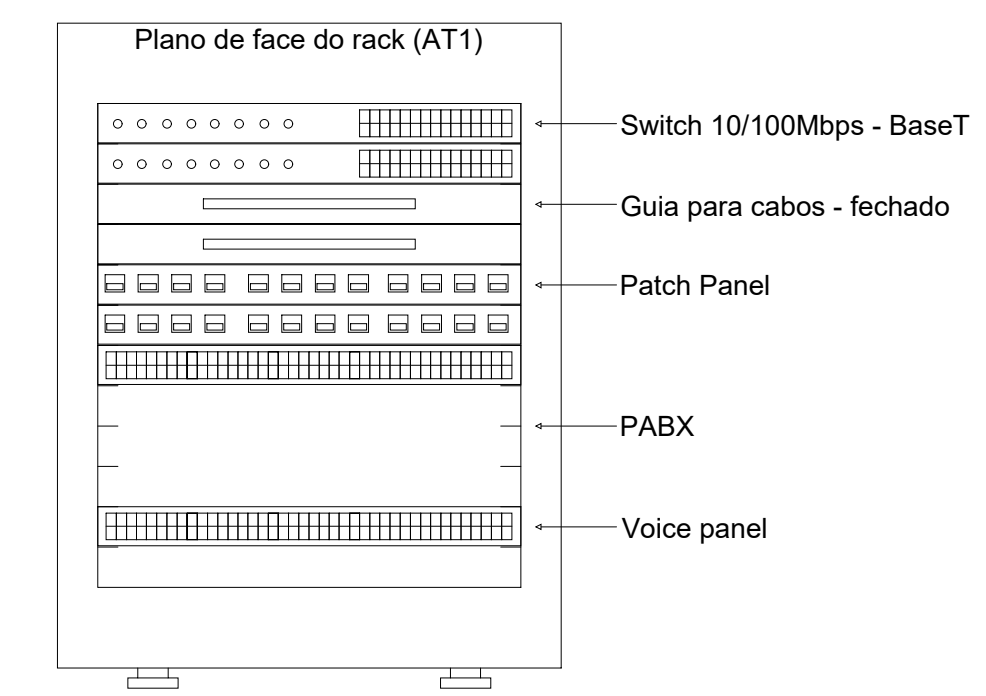 Plano de face do rack (AT1)
Switch 10/100Mbps - BaseT
Guia para cabos - fechado
Patch Panel
PABX
Voice panel